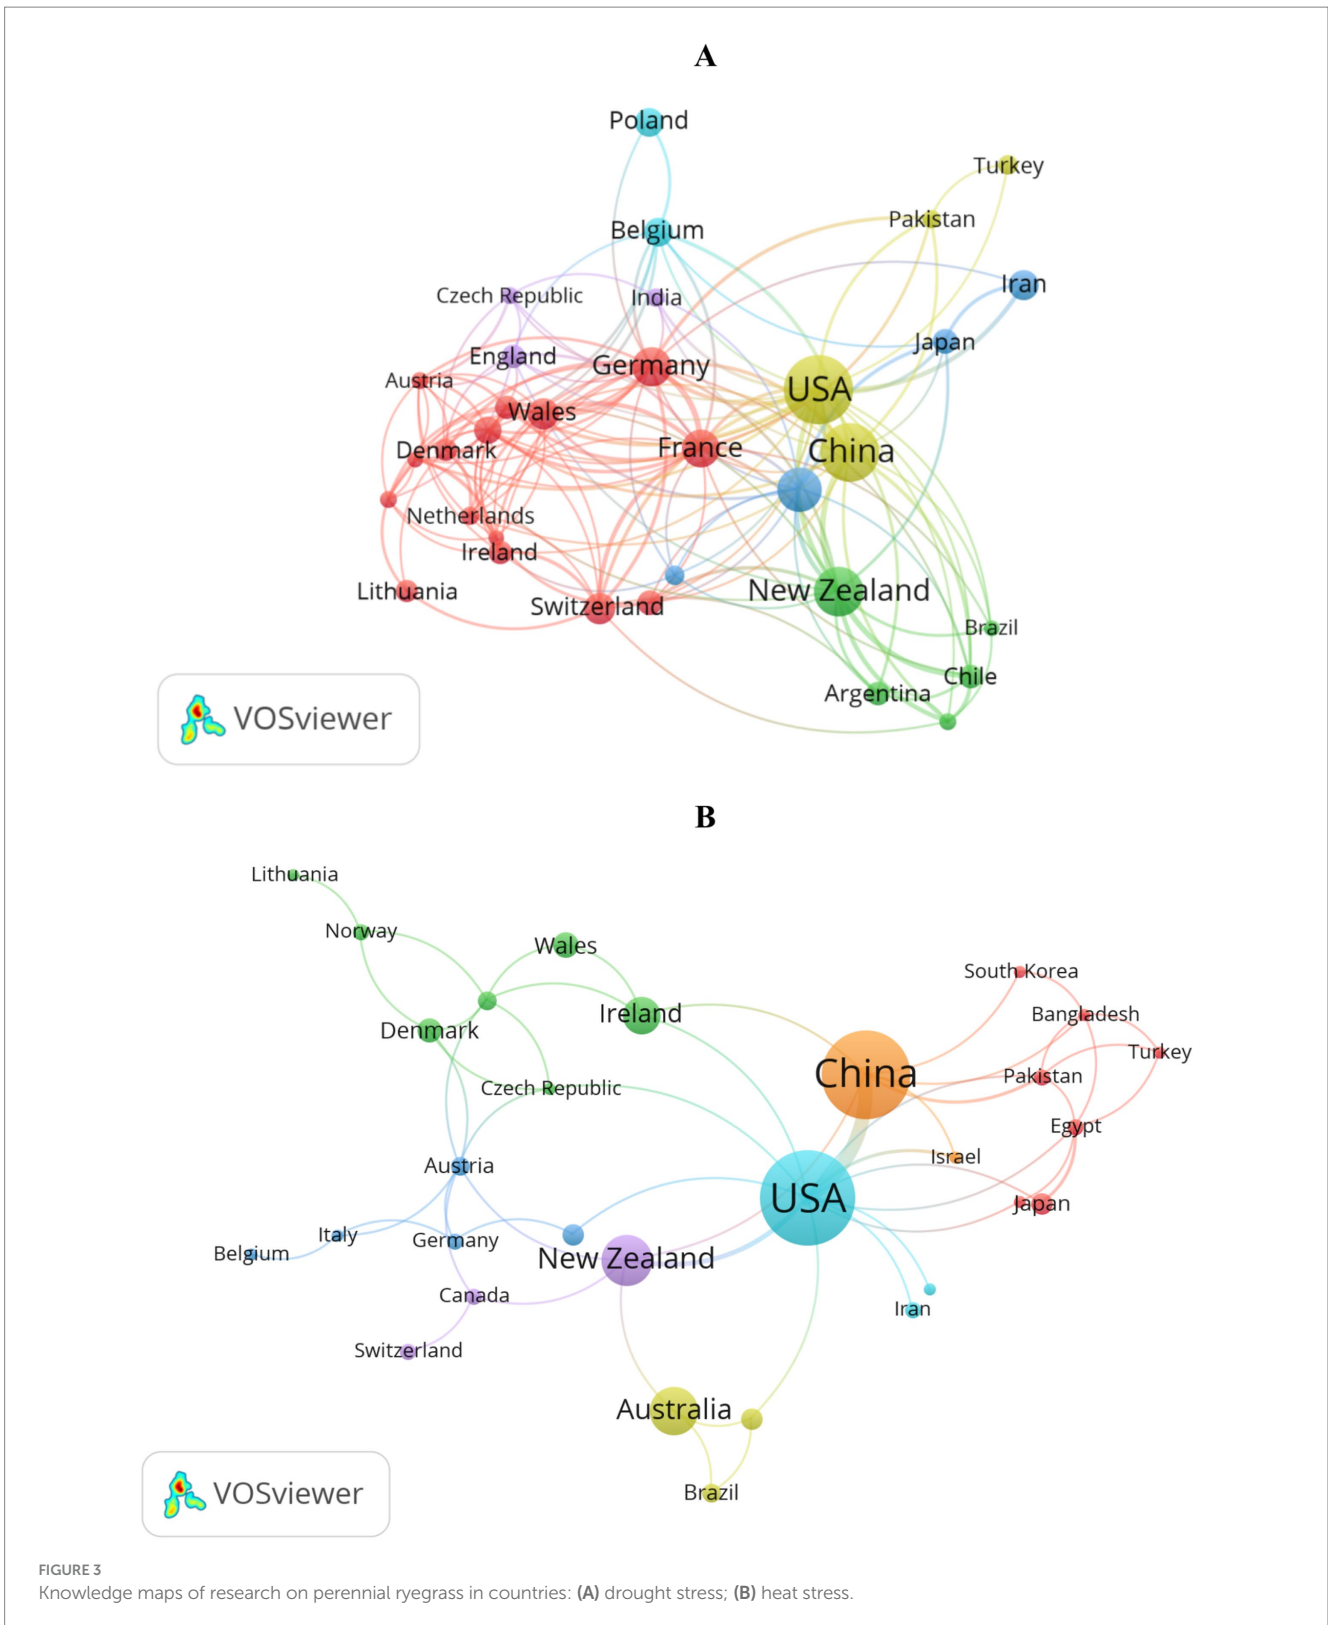 A
Poland
Turkey
Pakistan
Belgium
Iran
Czech Republic
India
Japan
England
Germany
Austria
USA
Wales
France
China
Denmark
Netherlands
Ireland
Lithuania
New Zealand
Switzerland
Brazil
Chile
Argentina
VOSviewer
B
Lithuania
Norway
Wales
South Korea
Ireland
Bangladesh
Denmark
Turkey
China
Pakistan
Czech Republic
Egypt
Israel
Austria
USA
Japan
Italy
Germany
Belgium
New Zealand
Canada
Iran
Switzerland
Australia
Brazil
VOSviewer
FIGURE 3
Knowledge maps of research on perennial ryegrass in countries: (A) drought stress; (B) heat stress.